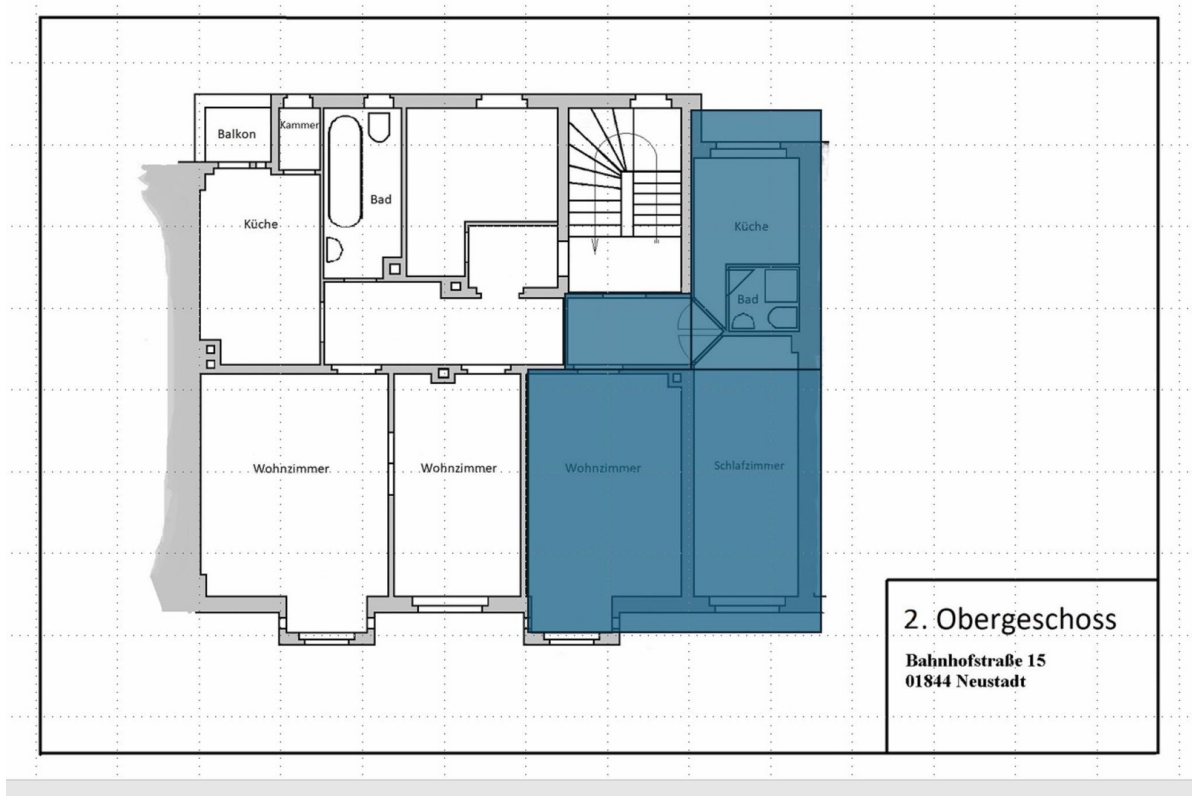 Balkon
Kammer
Bad
Küche
Küche
Bad
Wohnzimmer
Wohnzimmer
Wohnzimmer
Schlafzimmer
2. Obergeschoss
Bahnhofstraße 15
01844 Neustadt